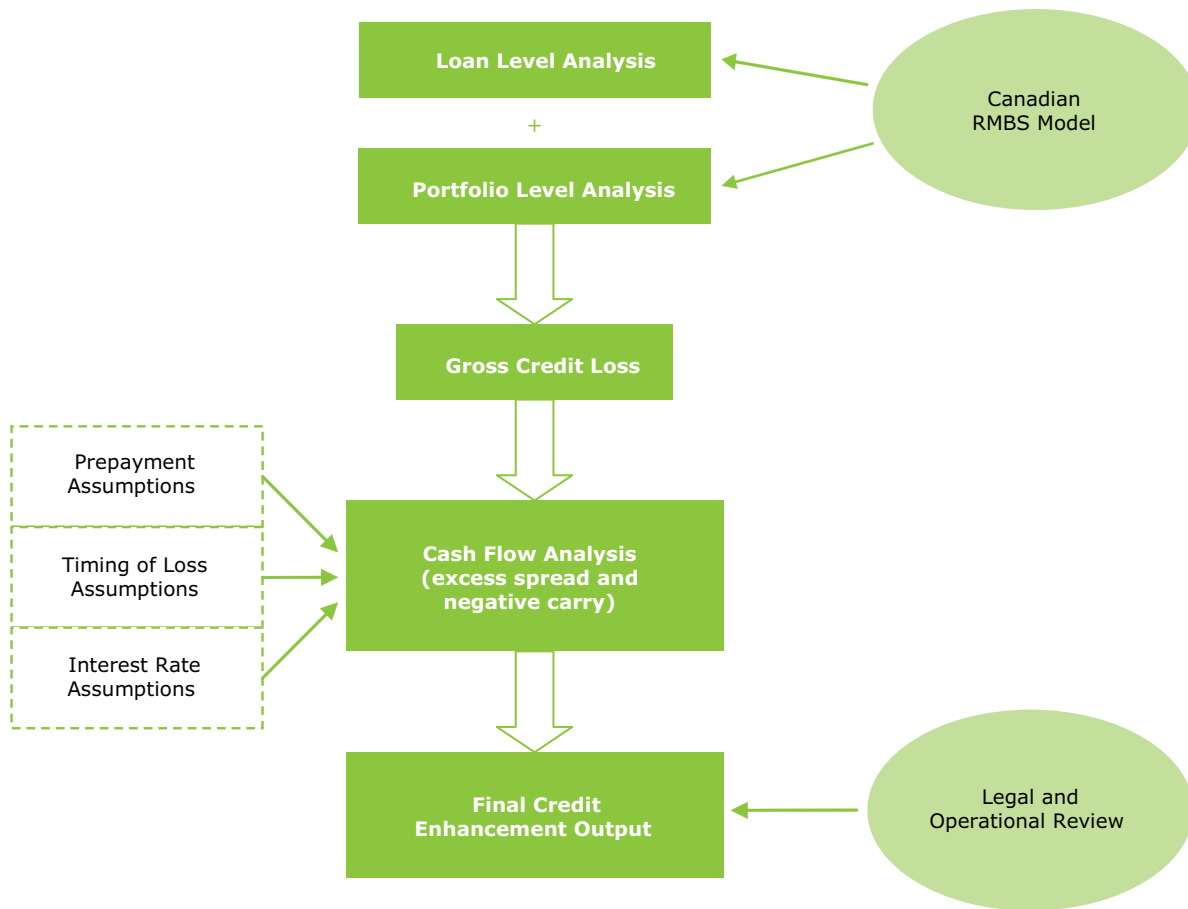 Loan Level Analysis
+
Portfolio Level Analysis
Canadian
RMBS Model
Gross Credit Loss
Prepayment
Assumptions
Timing of Loss
Assumptions
Interest Rate
Assumptions
Cash Flow Analysis
(excess spread and
negative carry)
Final Credit
Enhancement Output
Legal and
Operational Review